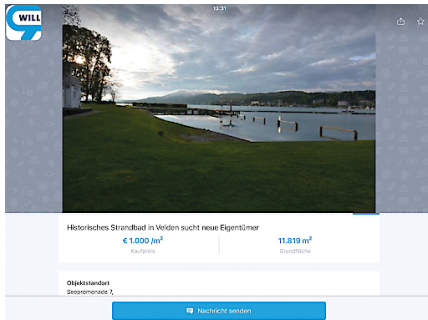 13:31
WILL
Historisches Strandbad in Velden sucht neue Eigentümer
€ 1.000 /m² 11.819 m²
Kaufpreis Grundfläche
Objektstandort
Seepromenade 7,
Nachricht senden